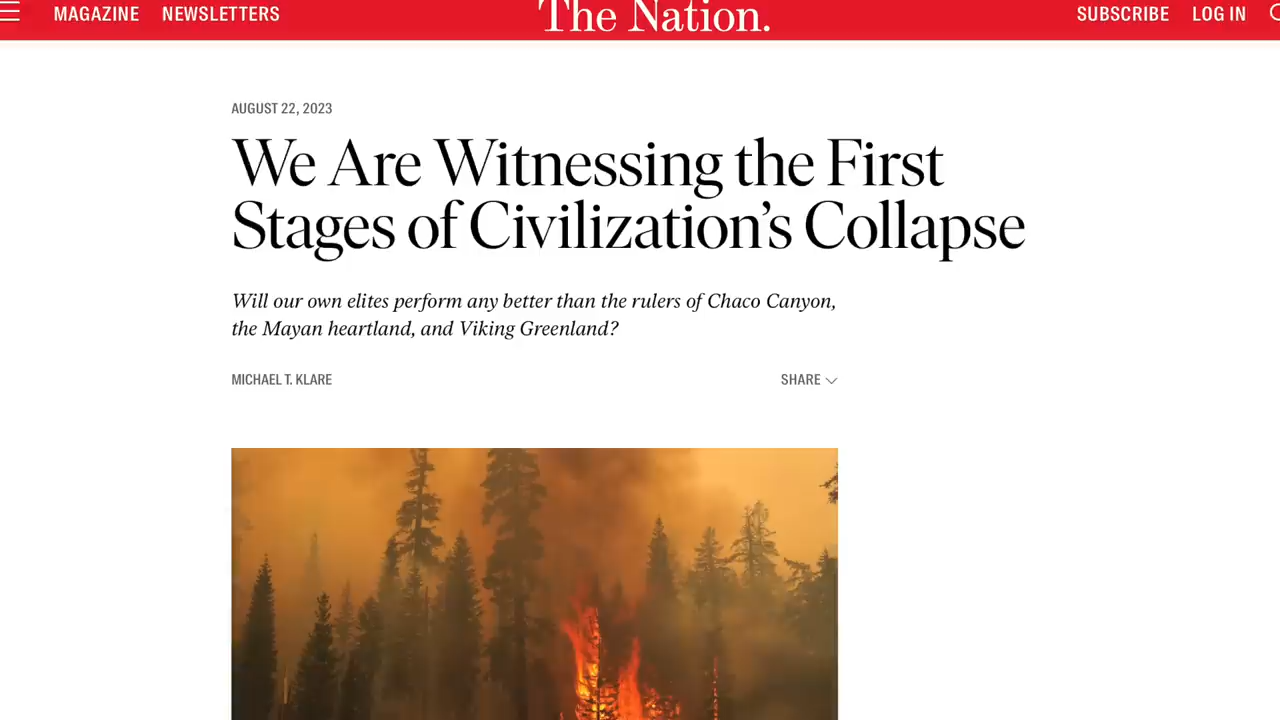 MAGAZINE NEWSLETTERS The Nation. SUBSCRIBE LOG IN
AUGUST 22, 2023
We Are Witnessing the First
Stages of Civilization’s Collapse
Will our own elites perform any better than the rulers of Chaco Canyon,
the Mayan heartland, and Viking Greenland?
MICHAEL T. KLARE SHARE